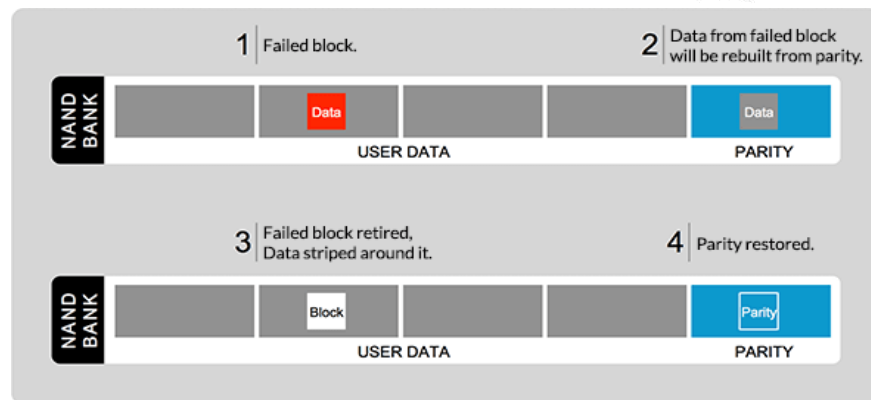 1 Failed block.
2 Data from failed block
will be rebuilt from parity.
NAND
BANK
Data
Data
USER DATA
PARITY
3 Failed block retired,
Data striped around it.
4 Parity restored.
NAND
BANK
Block
Parity
USER DATA
PARITY